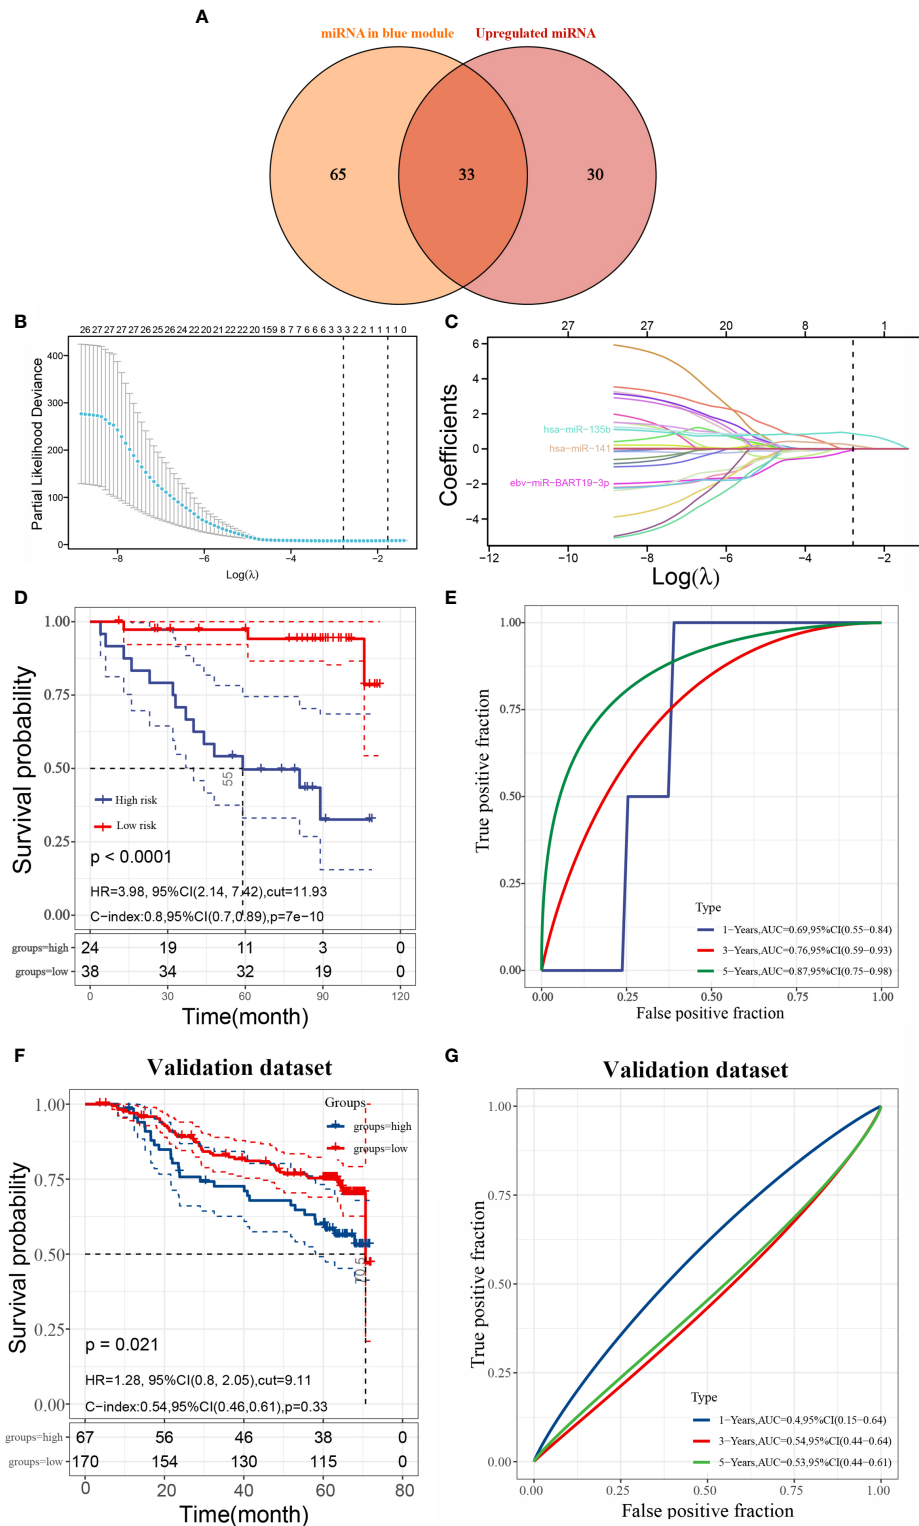 A
miRNA in blue module Upregulated miRNA
65 33 30
B
26 27 27 27 27 26 25 26 24 22 20 21 22 22 20 159 8 7 7 6 6 6 3 3 3 2 2 1 1 1 0
Partial Likelihood Deviance
400
300
200
100
0
−8 −6 −4 −2
Log(λ)
C
27 27 20 8 1
Coefficients
6
4
2
0
−2
−4
hsa−miR−135b
hsa−miR−141
ebv−miR−BART19−3p
−12 −10 −8 −6 −4 −2
Log(λ)
D
Survival probability
1.00
0.75
0.50
0.25
0.00
55
High risk
Low risk
p < 0.0001
HR=3.98, 95%CI(2.14, 7.42),cut=11.93
C−index:0.8,95%CI(0.7,0.89),p=7e−10
groups=high 24 19 11 3 0
groups=low 38 34 32 19 0
0 30 60 90 120
Time(month)
E
True positive fraction
1.00
0.75
0.50
0.25
0.00
Type
1−Years,AUC=0.69,95%CI(0.55−0.84)
3−Years,AUC=0.76,95%CI(0.59−0.93)
5−Years,AUC=0.87,95%CI(0.75−0.98)
0.00 0.25 0.50 0.75 1.00
False positive fraction
F
Validation dataset
Survival probability
1.00
0.75
0.50
0.25
0.00
Groups
groups=high
groups=low
70.5
p = 0.021
HR=1.28, 95%CI(0.8, 2.05),cut=9.11
C−index:0.54,95%CI(0.46,0.61),p=0.33
groups=high 67 56 46 38 0
groups=low 170 154 130 115 0
0 20 40 60 80
Time(month)
G
Validation dataset
True positive fraction
1.00
0.75
0.50
0.25
0.00
Type
1−Years,AUC=0.4,95%CI(0.15−0.64)
3−Years,AUC=0.54,95%CI(0.44−0.64)
5−Years,AUC=0.53,95%CI(0.44−0.61)
0.00 0.25 0.50 0.75 1.00
False positive fraction